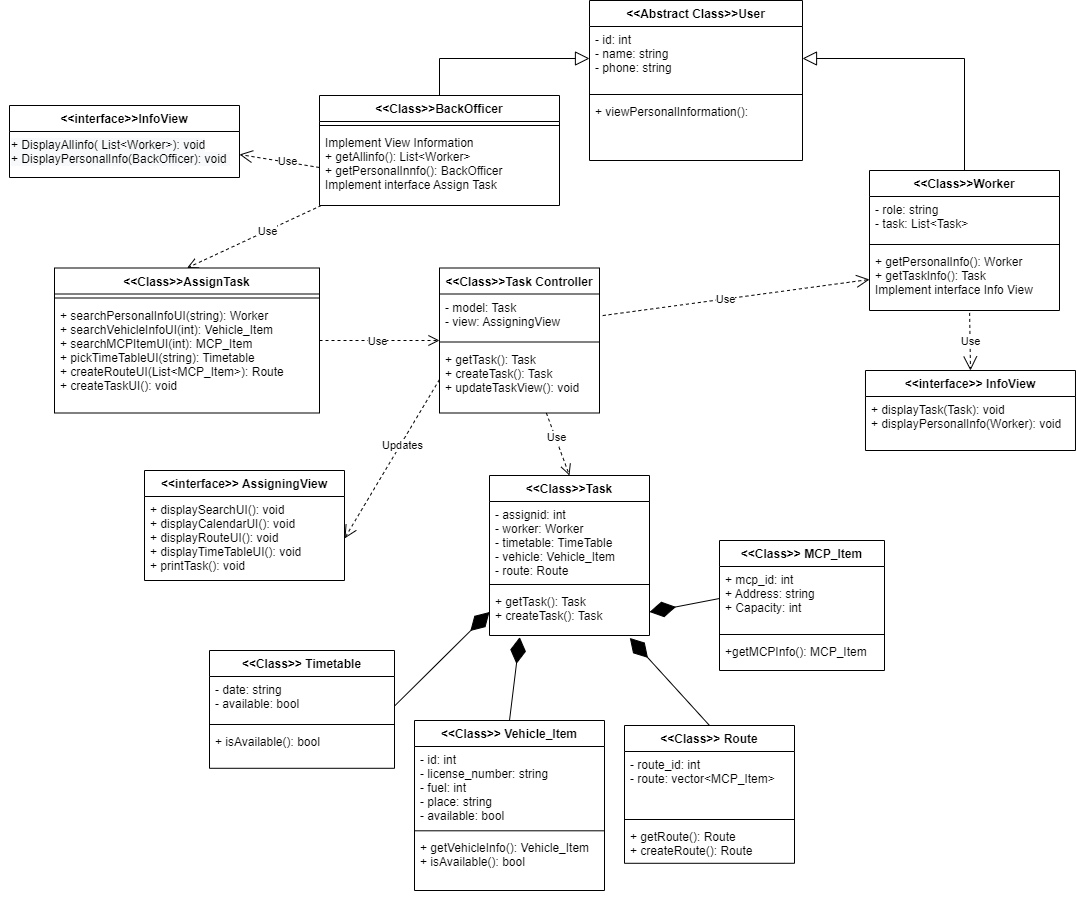 <<Abstract Class>>User
- id: int
- name: string
- phone: string
+ viewPersonalInformation():
<<Class>>BackOfficer
Implement View Information
+ getAllinfo(): List<Worker>
+ getPersonalInnfo(): BackOfficer
Implement interface Assign Task
<<interface>>InfoView
+ DisplayAllinfo( List<Worker>): void
+ DisplayPersonalInfo(BackOfficer): void
Use
Use
<<Class>>Worker
- role: string
- task: List<Task>
+ getPersonalInfo(): Worker
+ getTaskInfo(): Task
Implement interface Info View
<<Class>>AssignTask
+ searchPersonalInfoUI(string): Worker
+ searchVehicleInfoUI(int): Vehicle_Item
+ searchMCPItemUI(int): MCP_Item
+ pickTimeTableUI(string): Timetable
+ createRouteUI(List<MCP_Item>): Route
+ createTaskUI(): void
Use
<<Class>>Task Controller
- model: Task
- view: AssigningView
+ getTask(): Task
+ createTask(): Task
+ updateTaskView(): void
Use
Use
<<interface>> InfoView
+ displayTask(Task): void
+ displayPersonalInfo(Worker): void
Updates
Use
<<interface>> AssigningView
+ displaySearchUI(): void
+ displayCalendarUI(): void
+ displayRouteUI(): void
+ displayTimeTableUI(): void
+ printTask(): void
<<Class>>Task
- assignid: int
- worker: Worker
- timetable: TimeTable
- vehicle: Vehicle_Item
- route: Route
+ getTask(): Task
+ createTask(): Task
<<Class>> MCP_Item
+ mcp_id: int
+ Address: string
+ Capacity: int
+getMCPInfo(): MCP_Item
<<Class>> Timetable
- date: string
- available: bool
+ isAvailable(): bool
<<Class>> Vehicle_Item
- id: int
- license_number: string
- fuel: int
- place: string
- available: bool
+ getVehicleInfo(): Vehicle_Item
+ isAvailable(): bool
<<Class>> Route
- route_id: int
- route: vector<MCP_Item>
+ getRoute(): Route
+ createRoute(): Route